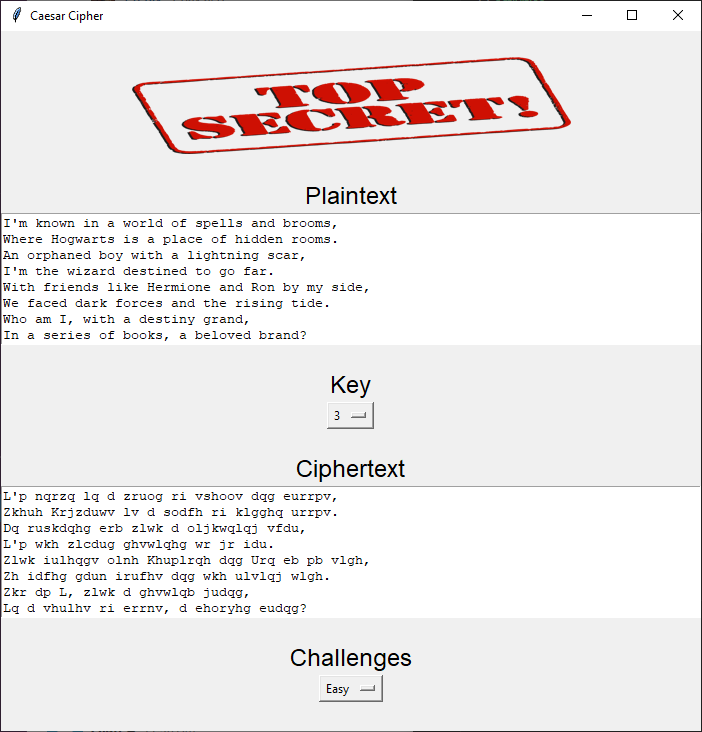 Caesar Cipher
TOP
SECRET!
Plaintext
I'm known in a world of spells and brooms,
Where Hogwarts is a place of hidden rooms.
An orphaned boy with a lightning scar,
I'm the wizard destined to go far.
With friends like Hermione and Ron by my side,
We faced dark forces and the rising tide.
Who am I, with a destiny grand,
In a series of books, a beloved brand?
Key
3
Ciphertext
L'p nqrzq lq d zruog ri vshoov dqg eurrpv,
Zkhuh Krjzduwv lv d sodfh ri klgghq urrpv.
Dq ruskdqhg erb zlwk d oljkwqlqj vfdu,
L'p wkh zlcdug ghvwlqhg wr jr idu.
Zlwk iulhqgv olnh Khuplrqh dqg Urq eb pb vlgh,
Zh idfhg gdun irufhv dqg wkh ulvlqj wlgh.
Zkr dp L, zlwk d ghvwlqb judqg,
Lq d vhulhv ri errnv, d ehoryhg eudqg?
Challenges
Easy